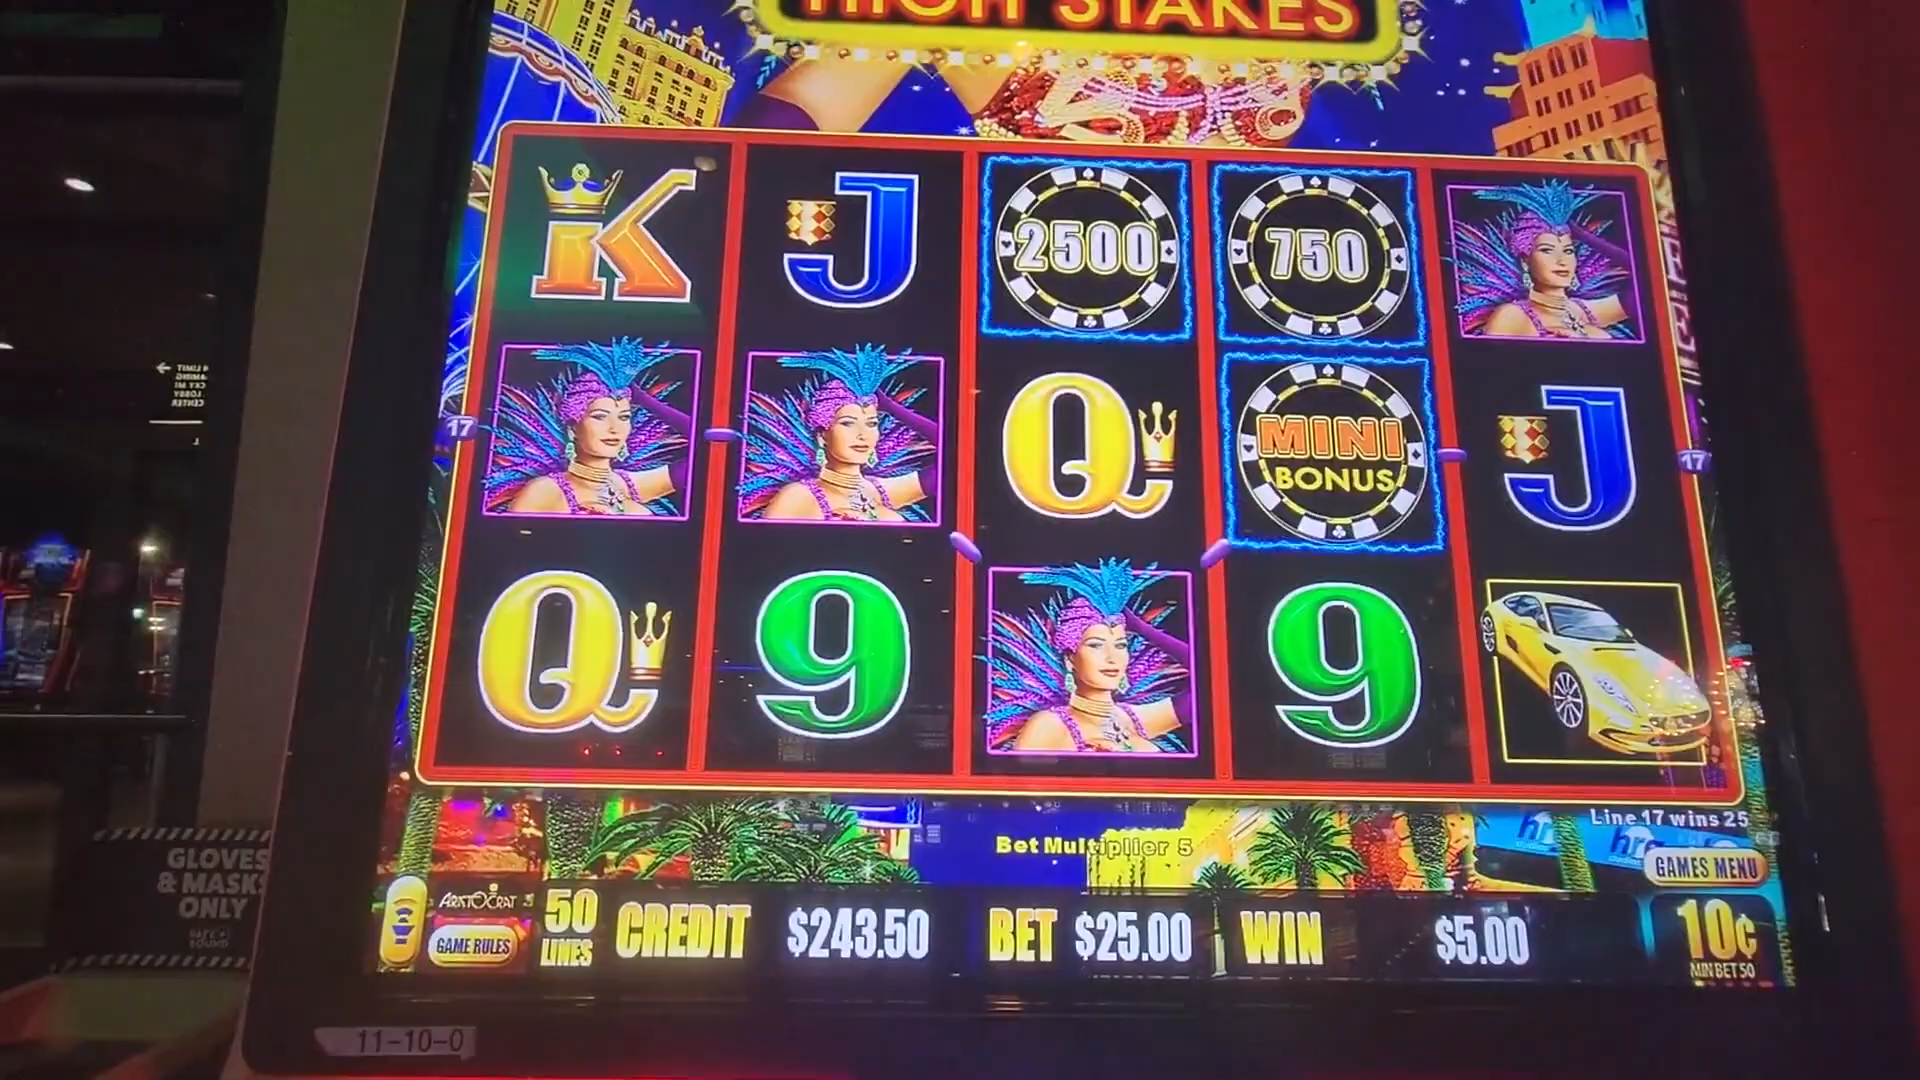 HIGH STAKES
K J 2500 750
17 Q MINI BONUS J 17
Q 9 9
Line 17 wins 25
Bet Multiplier 5
GAMES MENU
ARISTOCRAT
GAME RULES
50 LINES
CREDIT $243.50
BET $25.00
WIN $5.00
10¢
MIN BET 50
GLOVES
& MASKS
ONLY
SAFE + SOUND
11-10-0